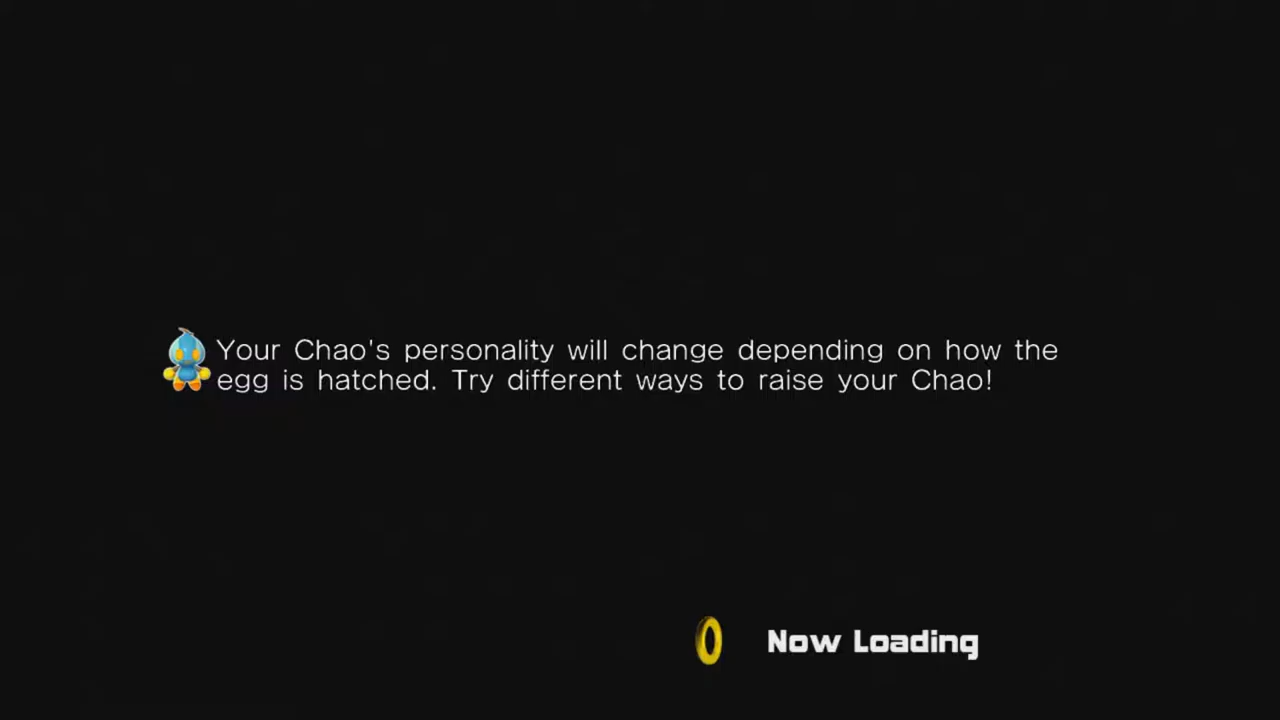 Your Chao's personality will change depending on how the
egg is hatched. Try different ways to raise your Chao!
Now Loading